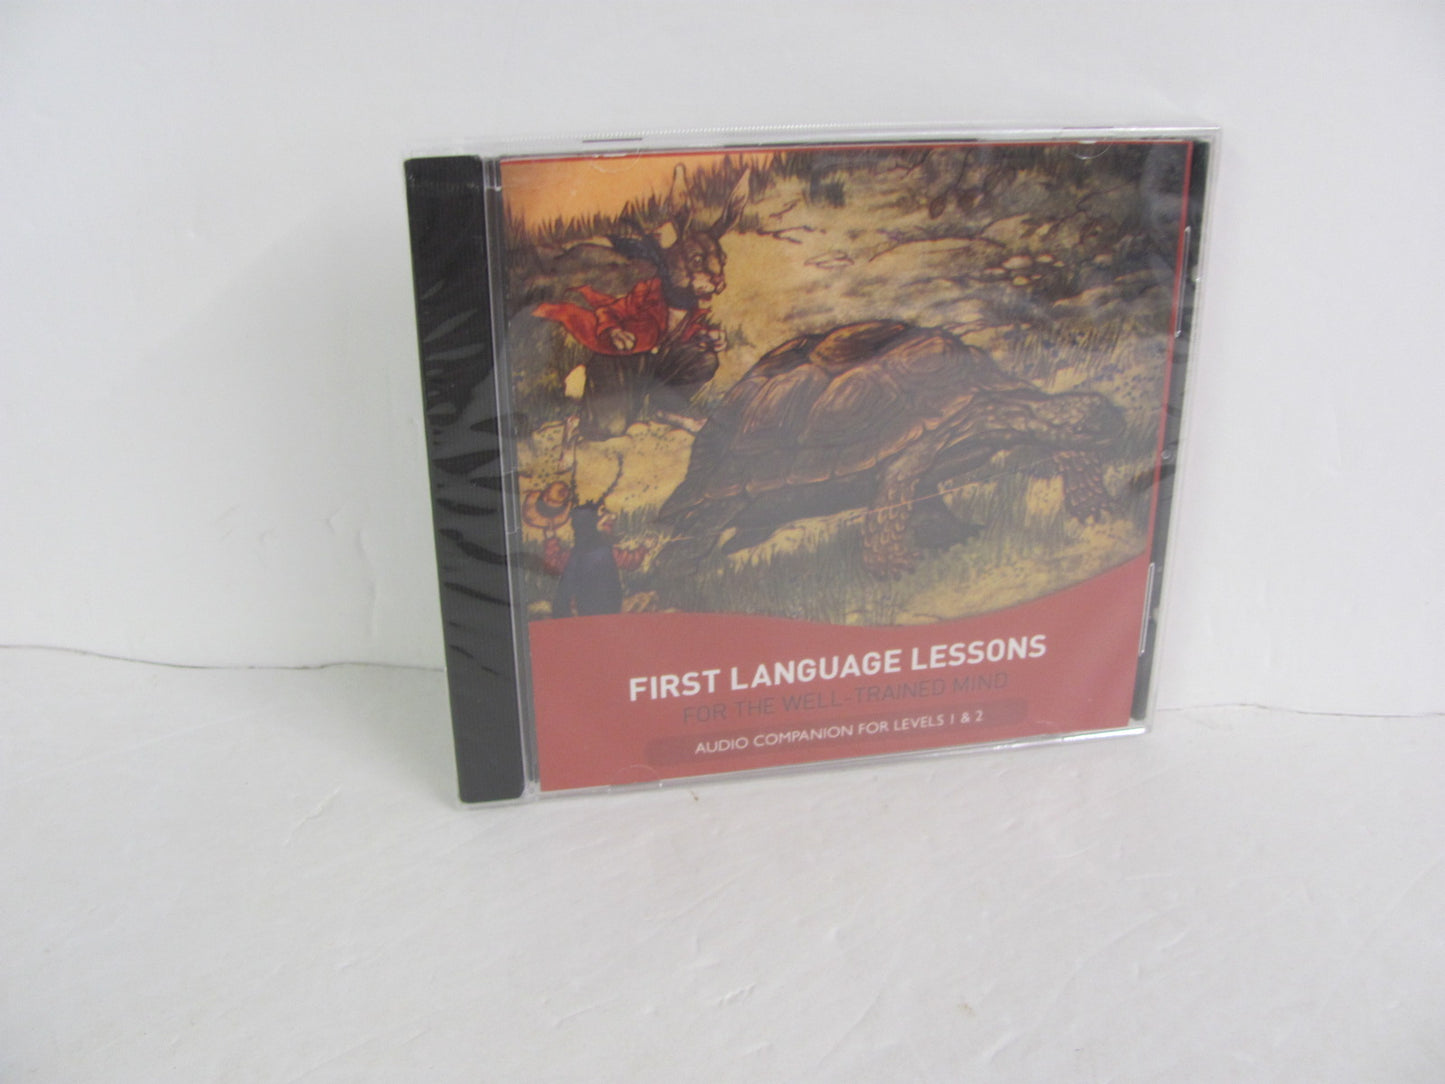 FIRST LANGUAGE LESSONS
FOR THE WELL-TRAINED MIND
AUDIO COMPANION FOR LEVELS 1 & 2